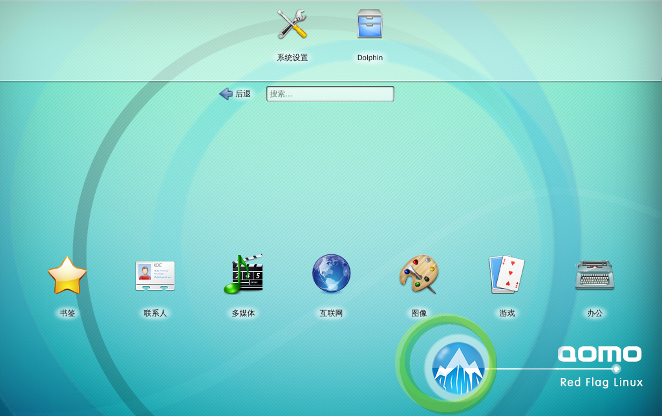 系统设置
Dolphin
后退
搜索...
书签
联系人
多媒体
互联网
图像
游戏
办公
aomo
Red Flag Linux